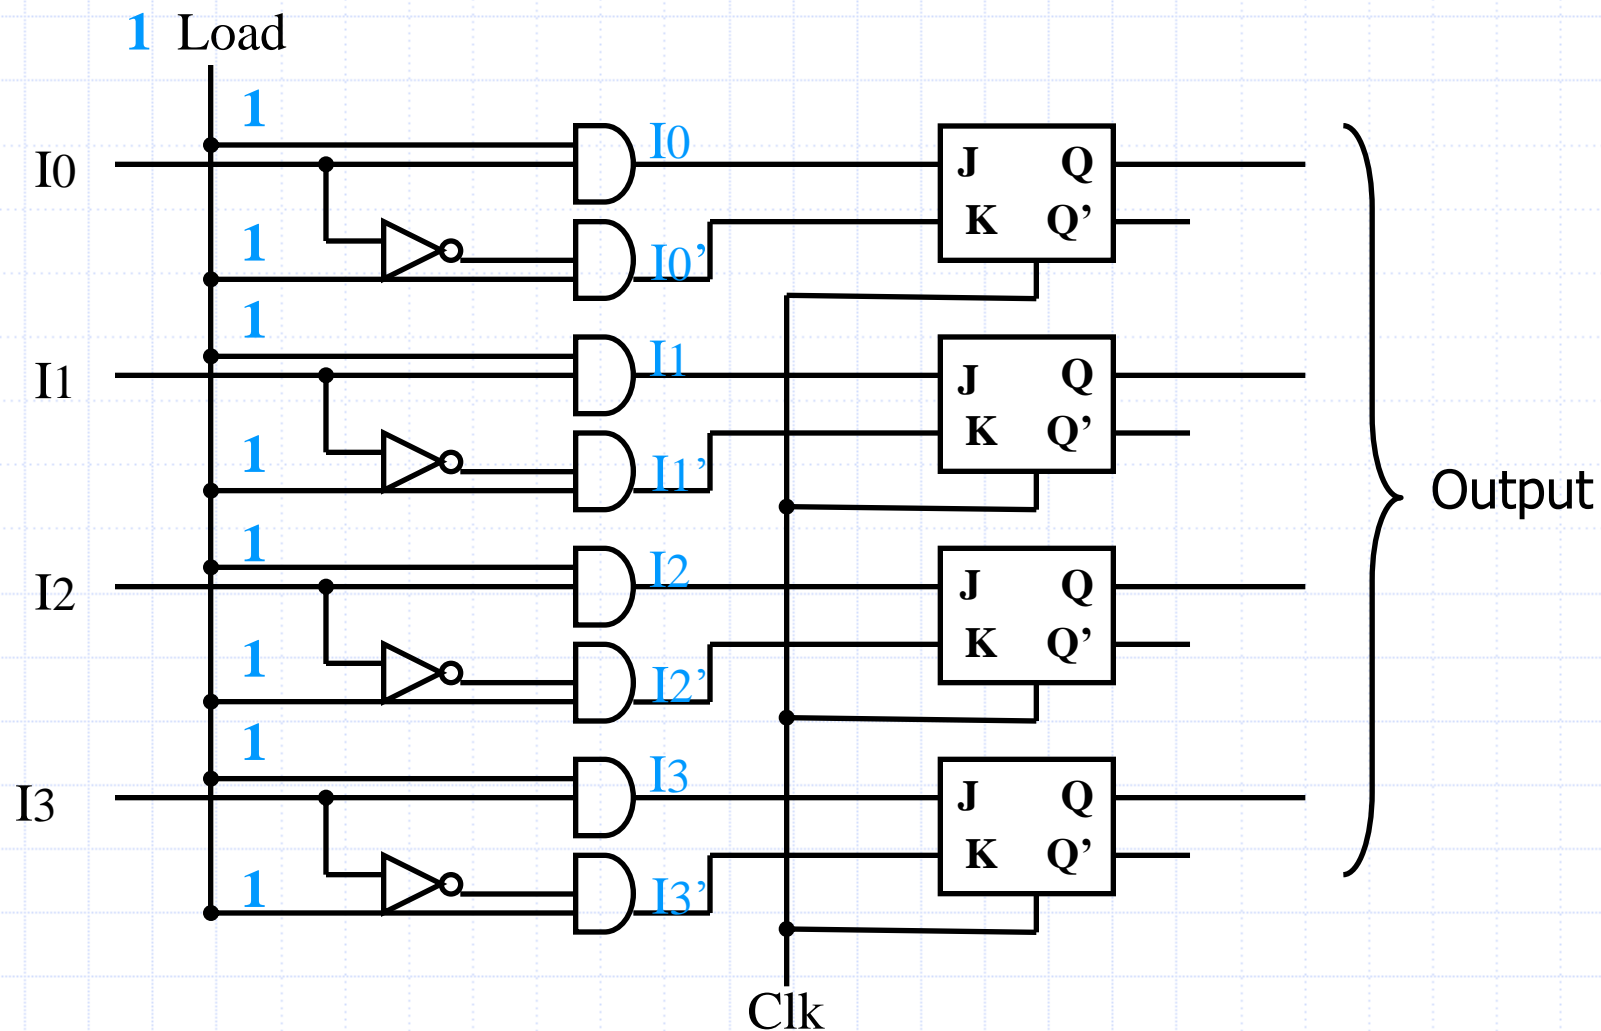 1 Load
1
I0
I0
J Q
K Q’
1
I0’
1
I1
I1
J Q
K Q’
1
I1’
Output
1
I2
I2
J Q
K Q’
1
I2’
1
I3
I3
J Q
K Q’
1
I3’
Clk